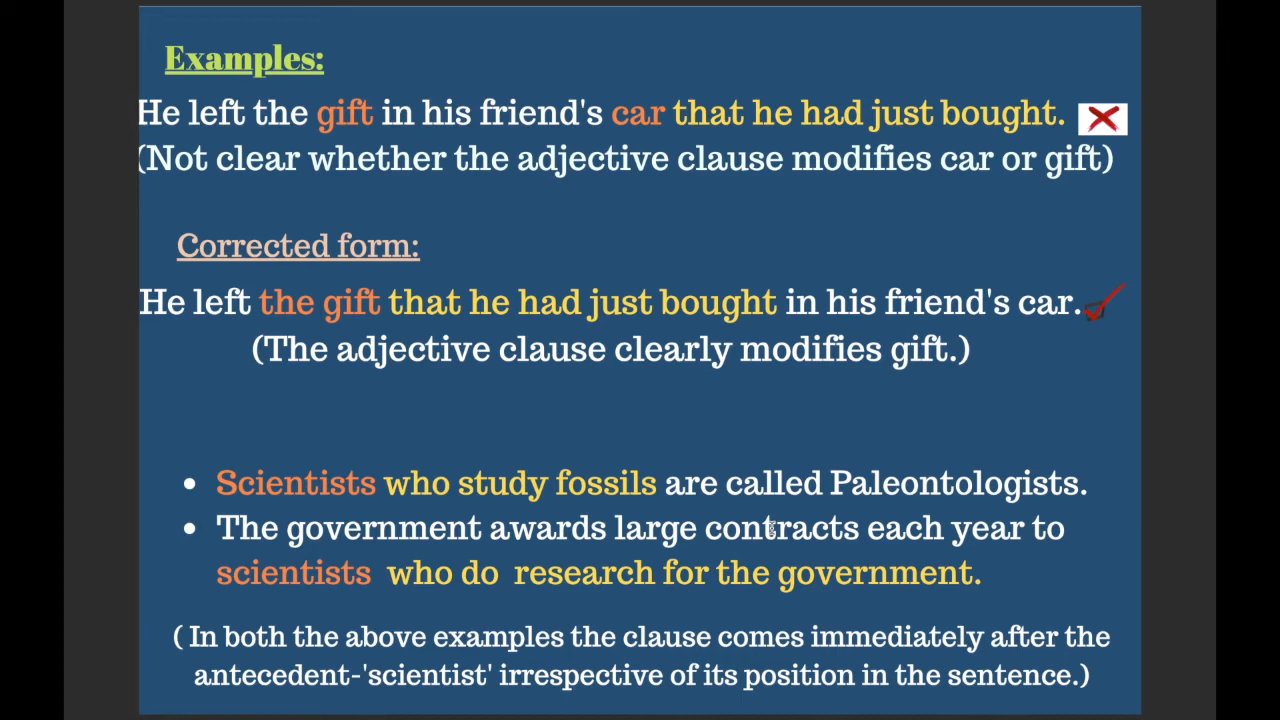 Examples:
He left the gift in his friend's car that he had just bought.
(Not clear whether the adjective clause modifies car or gift)
Corrected form:
He left the gift that he had just bought in his friend's car.
(The adjective clause clearly modifies gift.)
• Scientists who study fossils are called Paleontologists.
• The government awards large contracts each year to
scientists who do research for the government.
( In both the above examples the clause comes immediately after the
antecedent-'scientist' irrespective of its position in the sentence.)